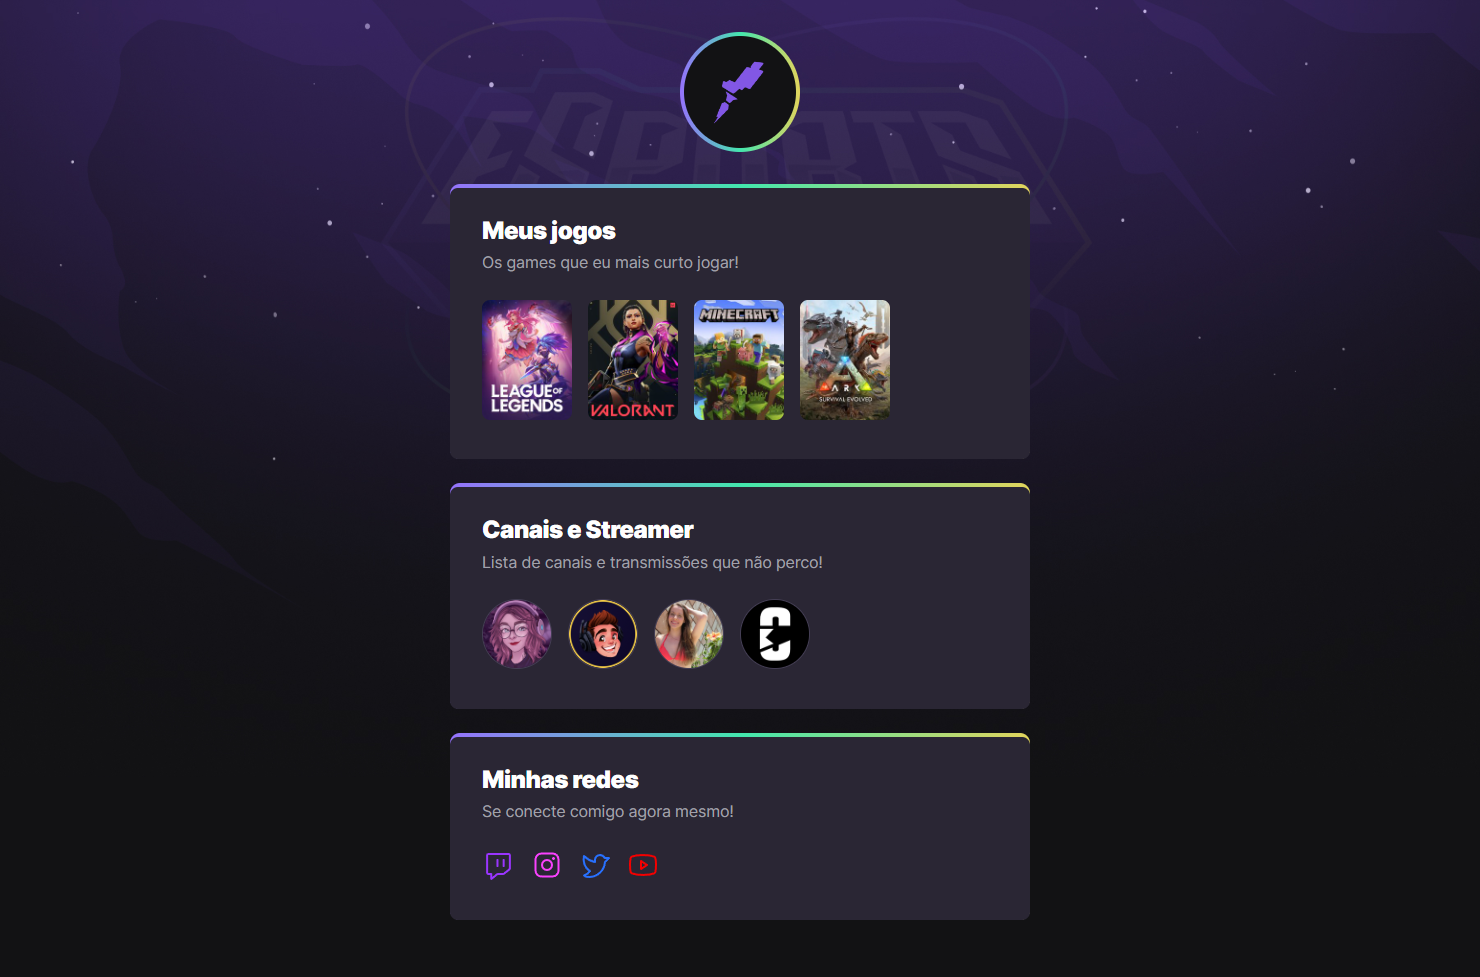 ESPORTS
Meus jogos
Os games que eu mais curto jogar!
LEAGUE OF
LEGENDS
VALORANT
MINECRAFT
ARK
SURVIVAL EVOLVED
Canais e Streamer
Lista de canais e transmissões que não perco!
Minhas redes
Se conecte comigo agora mesmo!